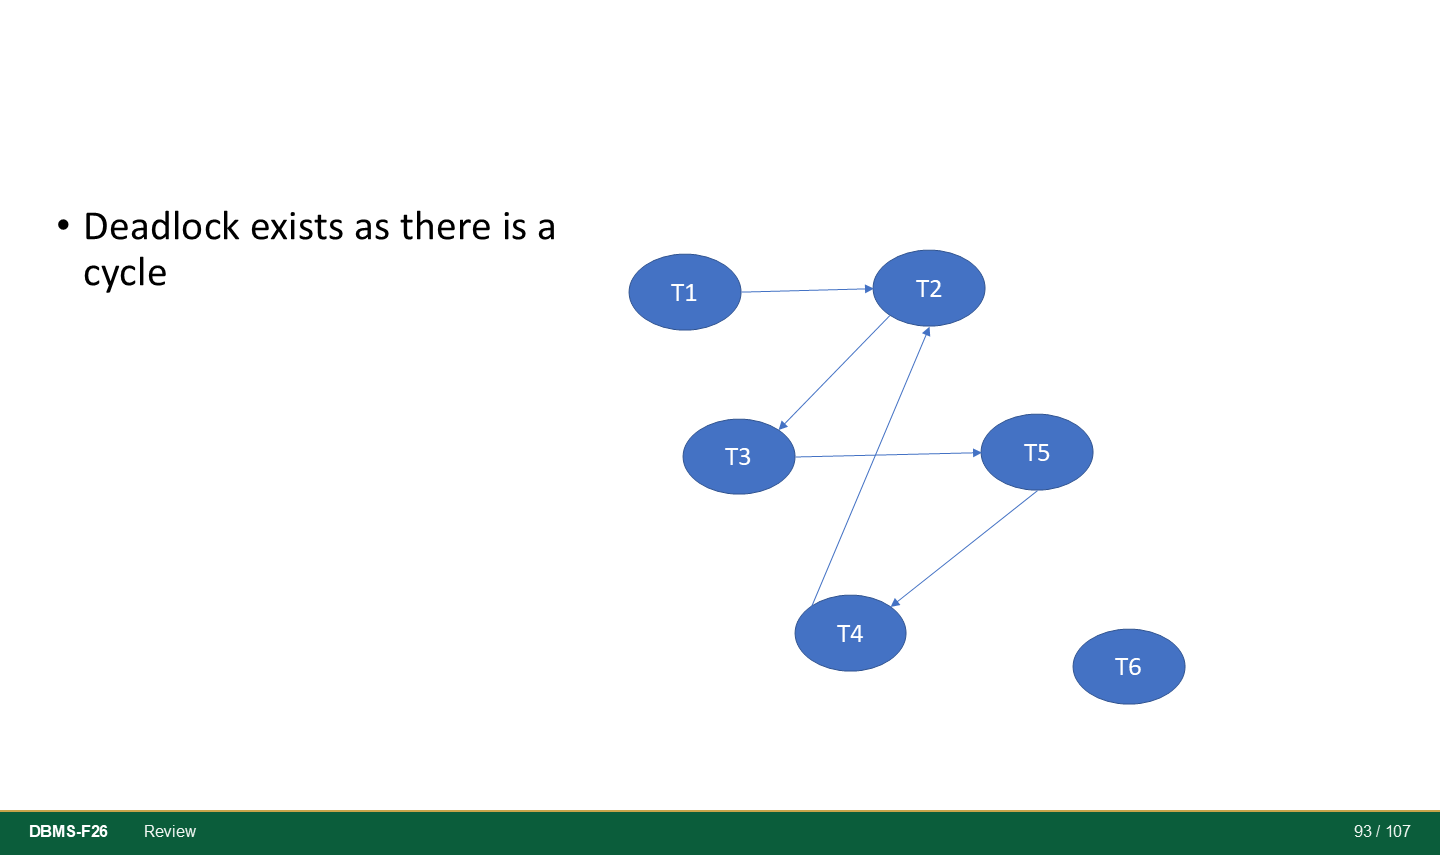 • Deadlock exists as there is a
cycle
T1
T2
T3
T5
T4
T6
DBMS-F26 Review 93 / 107